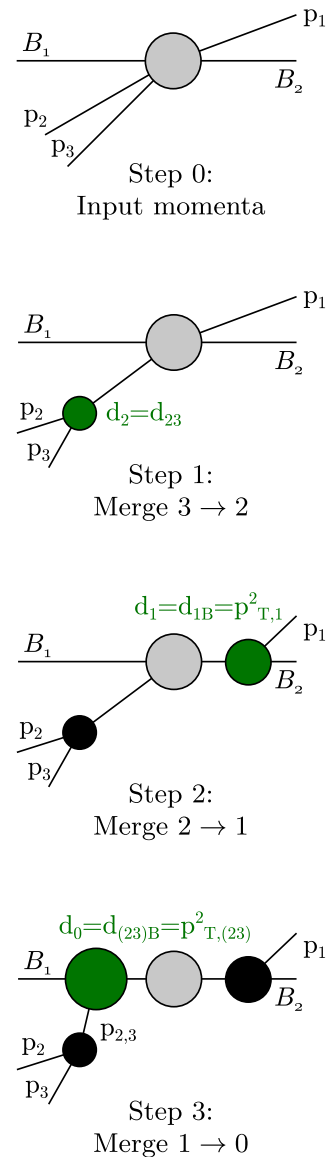 p₁
B₁
B₂
p₂
p₃
Step 0:
Input momenta
p₁
B₁
B₂
p₂
d₂=d₂₃
p₃
Step 1:
Merge 3 → 2
d₁=d₁B=p²T,₁
p₁
B₁
B₂
p₂
p₃
Step 2:
Merge 2 → 1
d₀=d₍₂₃₎B=p²T,₍₂₃₎
p₁
B₁
B₂
p₂,₃
p₂
p₃
Step 3:
Merge 1 → 0